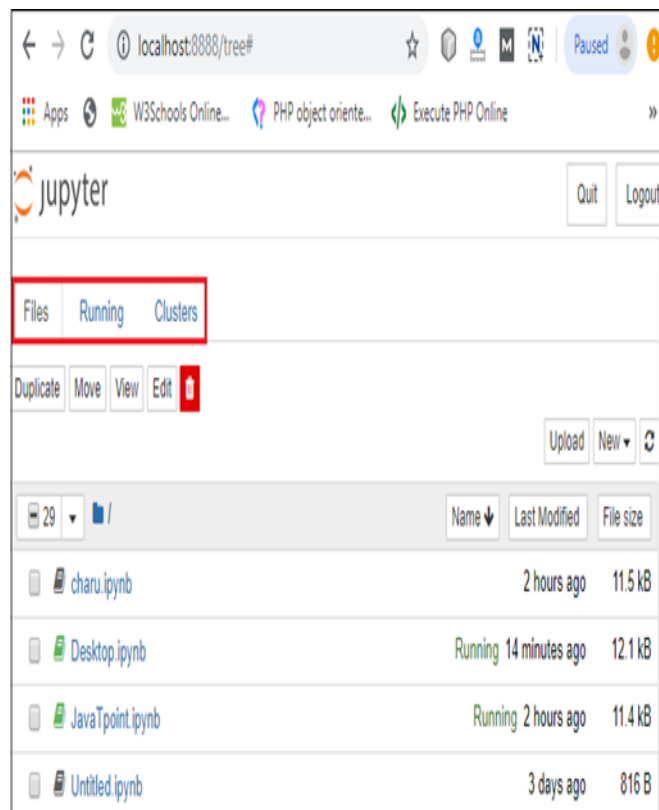 localhost:8888/tree#
Paused
Apps W3Schools Online... PHP object oriente... Execute PHP Online »
jupyter
Quit Logout
Files Running Clusters
Duplicate Move View Edit
Upload New
29 / Name Last Modified File size
charu.ipynb 2 hours ago 11.5 kB
Desktop.ipynb Running 14 minutes ago 12.1 kB
JavaTpoint.ipynb Running 2 hours ago 11.4 kB
Untitled.ipynb 3 days ago 816 B